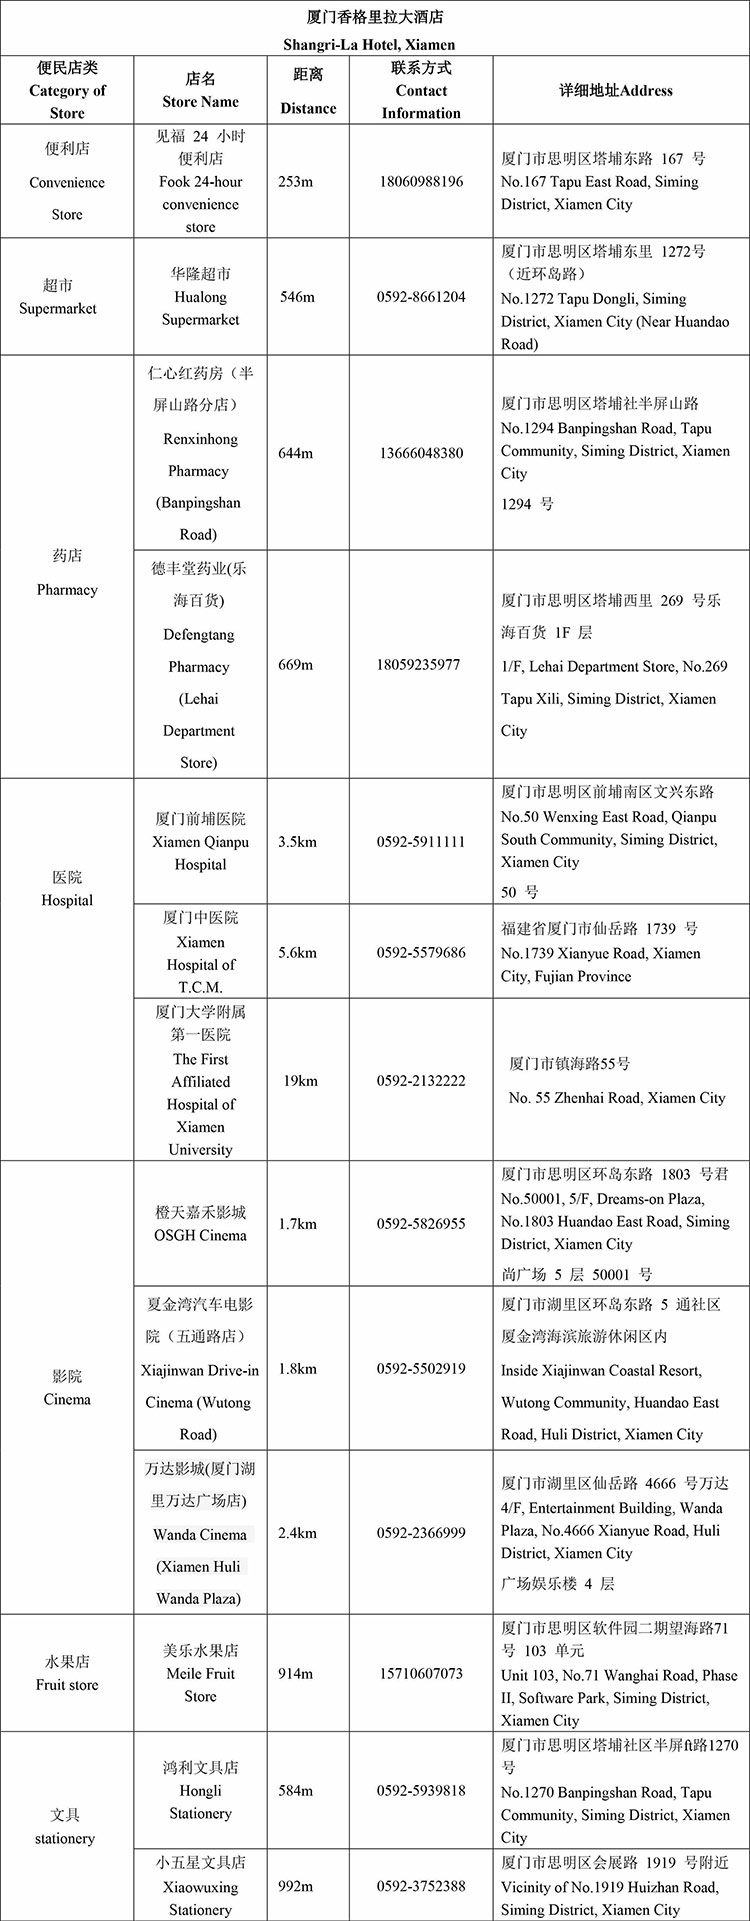 厦门香格里拉大酒店
Shangri-La Hotel, Xiamen
便民店类
Category of
Store
店名
Store Name
距离
Distance
联系方式
Contact
Information
详细地址Address
便利店
Convenience
Store
见福 24 小时
便利店
Fook 24-hour
convenience
store
253m
18060988196
厦门市思明区塔埔东路 167 号
No.167 Tapu East Road, Siming
District, Xiamen City
超市
Supermarket
华隆超市
Hualong
Supermarket
546m
0592-8661204
厦门市思明区塔埔东里 1272号
（近环岛路）
No.1272 Tapu Dongli, Siming
District, Xiamen City (Near Huandao
Road)
药店
Pharmacy
仁心红药房（半
屏山路分店）
Renxinhong
Pharmacy
(Banpingshan
Road)
644m
13666048380
厦门市思明区塔埔社半屏山路
No.1294 Banpingshan Road, Tapu
Community, Siming District, Xiamen
City
1294 号
德丰堂药业(乐
海百货)
Defengtang
Pharmacy
(Lehai
Department
Store)
669m
18059235977
厦门市思明区塔埔西里 269 号乐
海百货 1F 层
1/F, Lehai Department Store, No.269
Tapu Xili, Siming District, Xiamen
City
医院
Hospital
厦门前埔医院
Xiamen Qianpu
Hospital
3.5km
0592-5911111
厦门市思明区前埔南区文兴东路
No.50 Wenxing East Road, Qianpu
South Community, Siming District,
Xiamen City
50 号
厦门中医院
Xiamen
Hospital of
T.C.M.
5.6km
0592-5579686
福建省厦门市仙岳路 1739 号
No.1739 Xianyue Road, Xiamen
City, Fujian Province
厦门大学附属
第一医院
The First
Affiliated
Hospital of
Xiamen
University
19km
0592-2132222
厦门市镇海路55号
No. 55 Zhenhai Road, Xiamen City
影院
Cinema
橙天嘉禾影城
OSGH Cinema
1.7km
0592-5826955
厦门市思明区环岛东路 1803 号君
No.50001, 5/F, Dreams-on Plaza,
No.1803 Huandao East Road, Siming
District, Xiamen City
尚广场 5 层 50001 号
夏金湾汽车电影
院（五通路店）
Xiajinwan Drive-in
Cinema (Wutong
Road)
1.8km
0592-5502919
厦门市湖里区环岛东路 5 通社区
厦金湾海滨旅游休闲区内
Inside Xiajinwan Coastal Resort,
Wutong Community, Huandao East
Road, Huli District, Xiamen City
万达影城(厦门湖
里万达广场店)
Wanda Cinema
(Xiamen Huli
Wanda Plaza)
2.4km
0592-2366999
厦门市湖里区仙岳路 4666 号万达
4/F, Entertainment Building, Wanda
Plaza, No.4666 Xianyue Road, Huli
District, Xiamen City
广场娱乐楼 4 层
水果店
Fruit store
美乐水果店
Meile Fruit
Store
914m
15710607073
厦门市思明区软件园二期望海路71
号 103 单元
Unit 103, No.71 Wanghai Road, Phase
II, Software Park, Siming District,
Xiamen City
文具
stationery
鸿利文具店
Hongli
Stationery
584m
0592-5939818
厦门市思明区塔埔社区半屏ft路1270
号
No.1270 Banpingshan Road, Tapu
Community, Siming District, Xiamen
City
小五星文具店
Xiaowuxing
Stationery
992m
0592-3752388
厦门市思明区会展路 1919 号附近
Vicinity of No.1919 Huizhan Road,
Siming District, Xiamen City